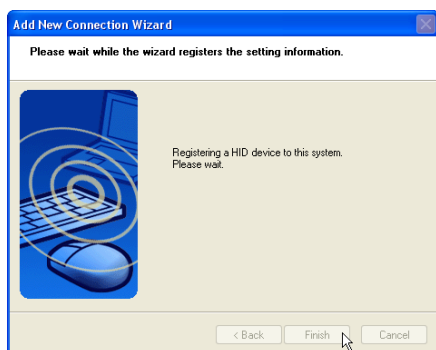 Add New Connection Wizard
Please wait while the wizard registers the setting information.
Registering a HID device to this system.
Please wait.
< Back
Finish
Cancel